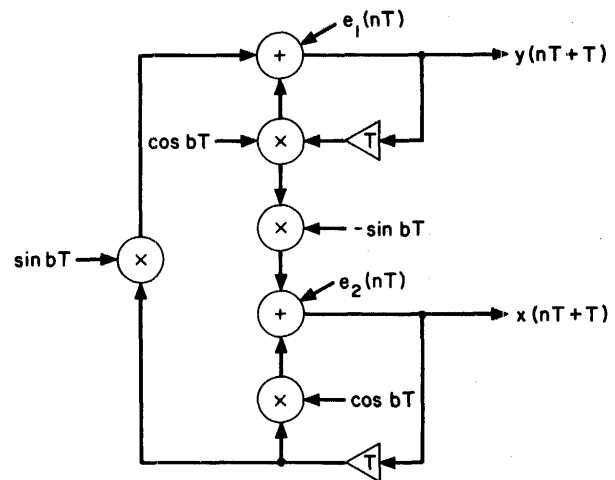 e₁(nT)
+
y(nT+T)
cos bT
×
T
×
-sin bT
sin bT
×
e₂(nT)
+
x(nT+T)
×
cos bT
T